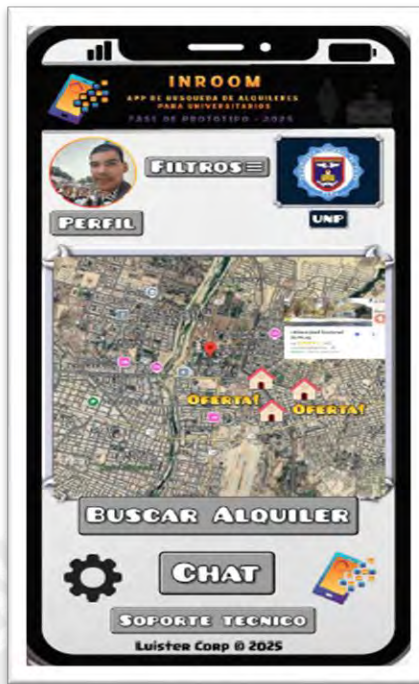 INROOM
APP DE BUSQUEDA DE ALQUILERES
PARA UNIVERSITARIOS
FASE DE PROTOTIPO - 2025
FILTROS
PERFIL
UNP
OFERTA!
OFERTA!
BUSCAR ALQUILER
CHAT
SOPORTE TECNICO
Luister Corp © 2025